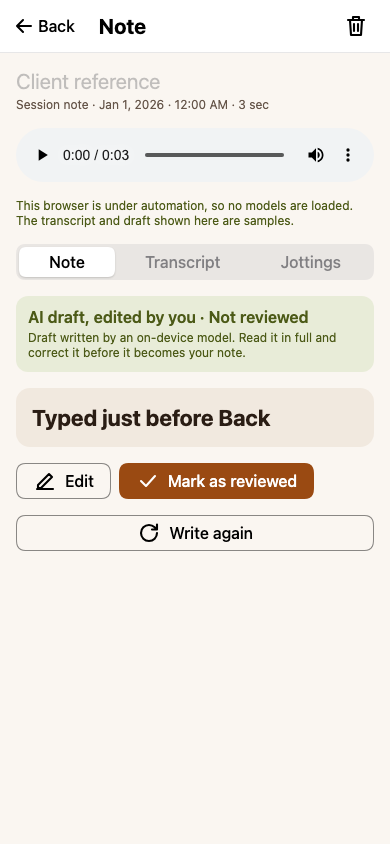 Back Note
Client reference
Session note · Jan 1, 2026 · 12:00 AM · 3 sec
0:00 / 0:03
This browser is under automation, so no models are loaded.
The transcript and draft shown here are samples.
Note Transcript Jottings
AI draft, edited by you · Not reviewed
Draft written by an on-device model. Read it in full and
correct it before it becomes your note.
Typed just before Back
Edit Mark as reviewed
Write again